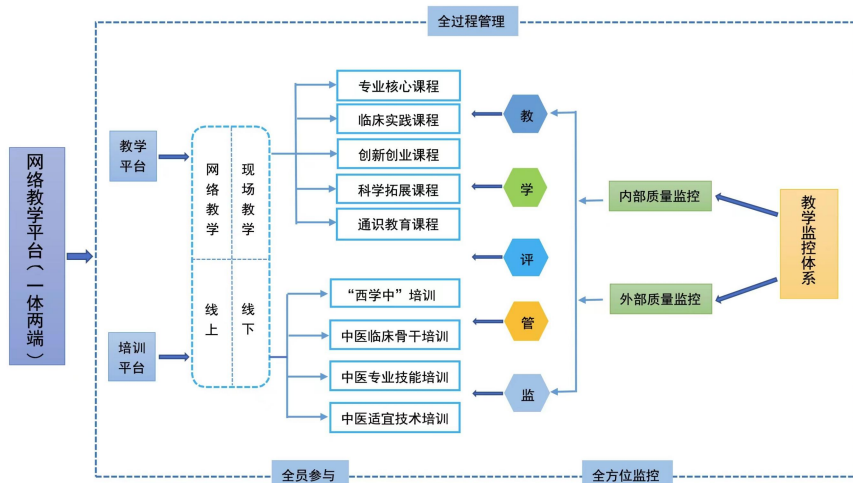 全过程管理
网络教学平台（一体两端）
教学
平台
培训
平台
网络教学
现场教学
线上
线下
专业核心课程
临床实践课程
创新创业课程
科学拓展课程
通识教育课程
“西学中”培训
中医临床骨干培训
中医专业技能培训
中医适宜技术培训
教
学
评
管
监
内部质量监控
外部质量监控
教学监控体系
全员参与
全方位监控